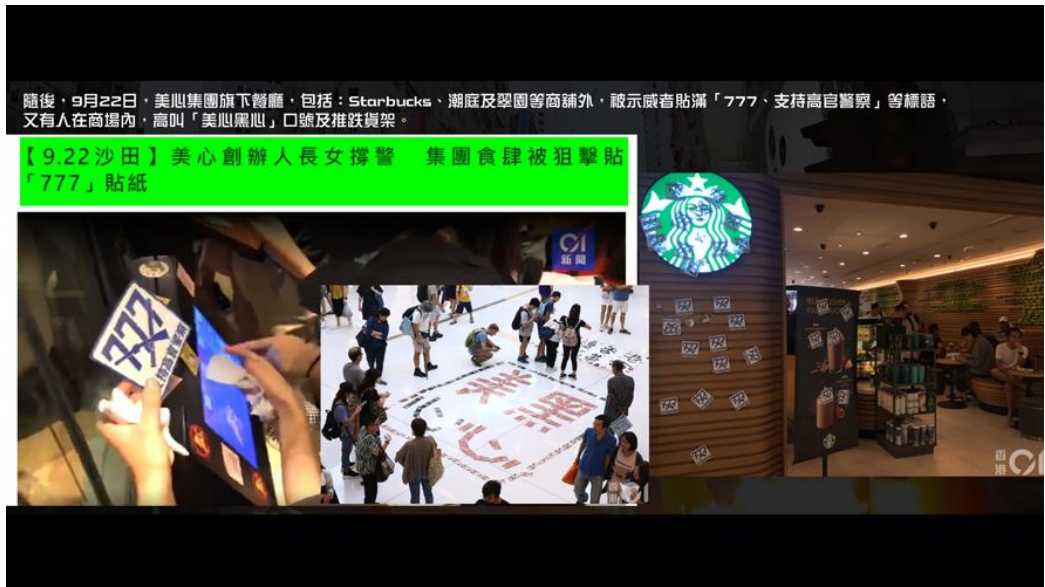 隨後，9月22日，美心集團旗下餐廳，包括：Starbucks、潮庭及翠園等商舖外，被示威者貼滿「777、支持高官警察」等標語，
又有人在商場內，高叫「美心黑心」口號及推跌貨架。
【9.22沙田】美心創辦人長女撐警 集團食肆被狙擊貼
「777」貼紙
01
新聞
777
香港01